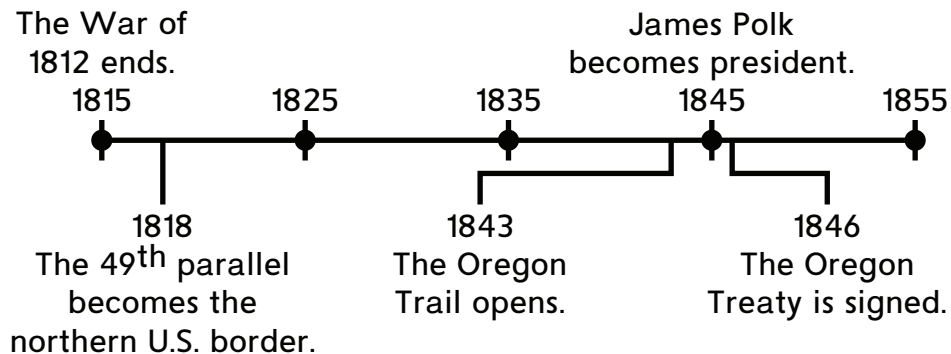 The War of
1812 ends.
James Polk
becomes president.
1815
1825
1835
1845
1855
1818
The 49th parallel
becomes the
northern U.S. border.
1843
The Oregon
Trail opens.
1846
The Oregon
Treaty is signed.